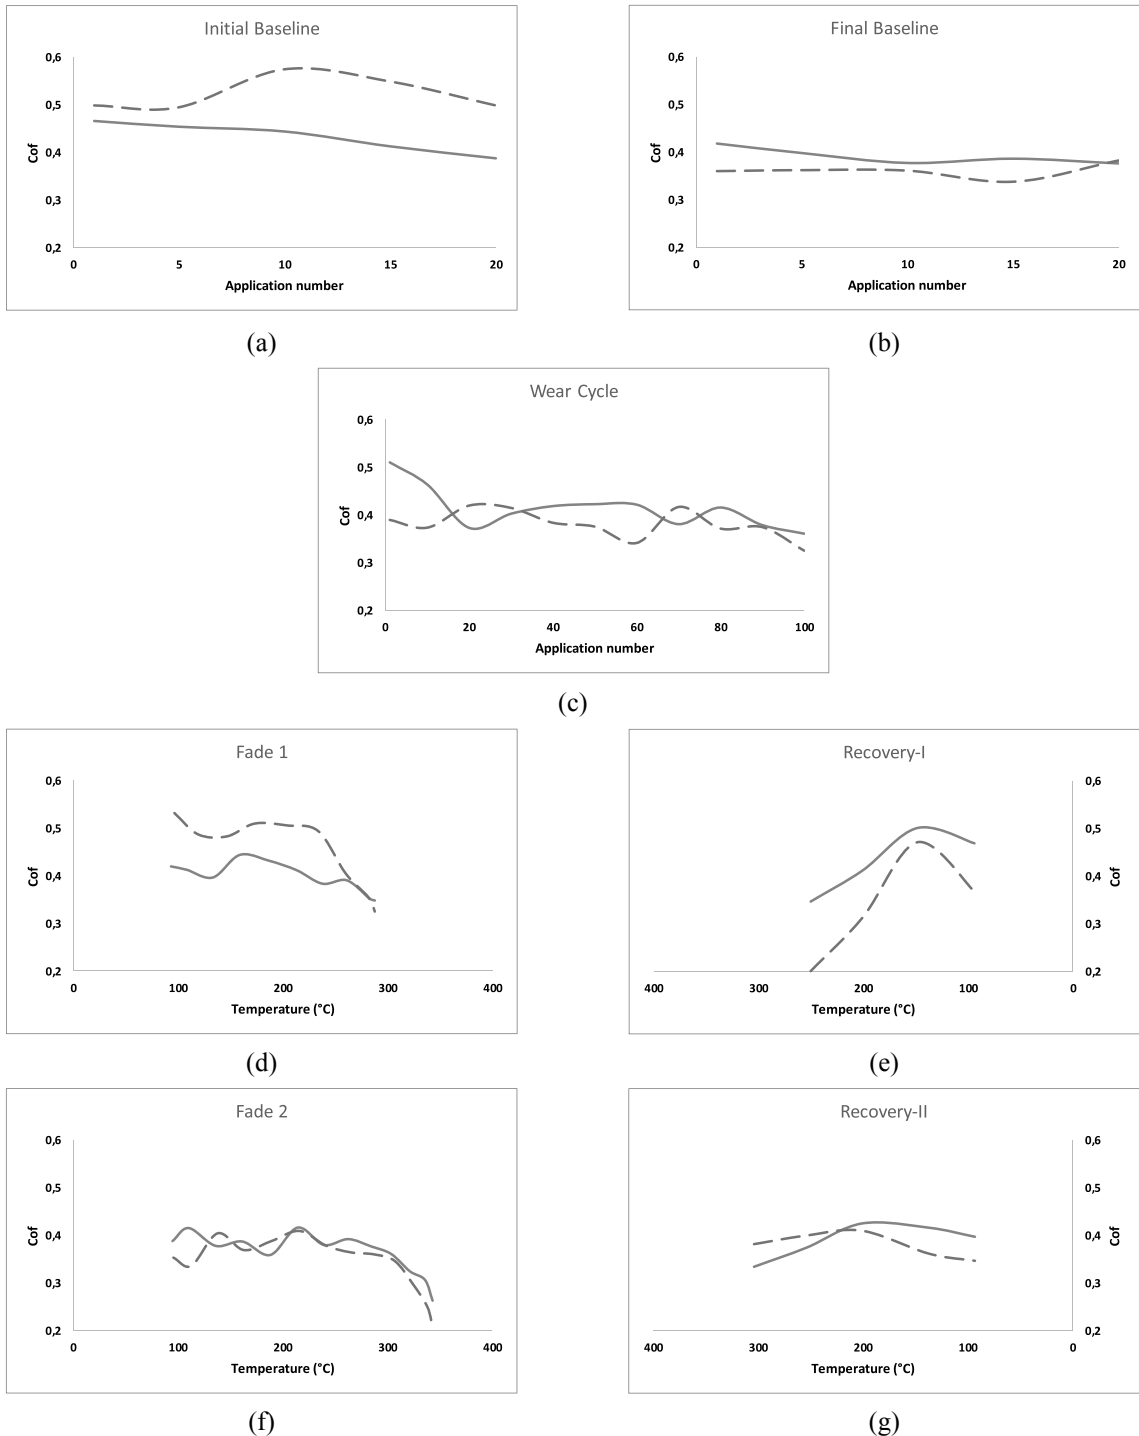 Initial Baseline
0,6
0,5
0,4
0,3
0,2
Cof
0 5 10 15 20
Application number
(a)
Final Baseline
0,6
0,5
0,4
0,3
0,2
Cof
0 5 10 15 20
Application number
(b)
Wear Cycle
0,6
0,5
0,4
0,3
0,2
Cof
0 20 40 60 80 100
Application number
(c)
Fade 1
0,6
0,5
0,4
0,3
0,2
Cof
0 100 200 300 400
Temperature (°C)
(d)
Recovery-I
0,6
0,5
0,4
0,3
0,2
Cof
400 300 200 100 0
Temperature (°C)
(e)
Fade 2
0,6
0,5
0,4
0,3
0,2
Cof
0 100 200 300 400
Temperature (°C)
(f)
Recovery-II
0,6
0,5
0,4
0,3
0,2
Cof
400 300 200 100 0
Temperature (°C)
(g)